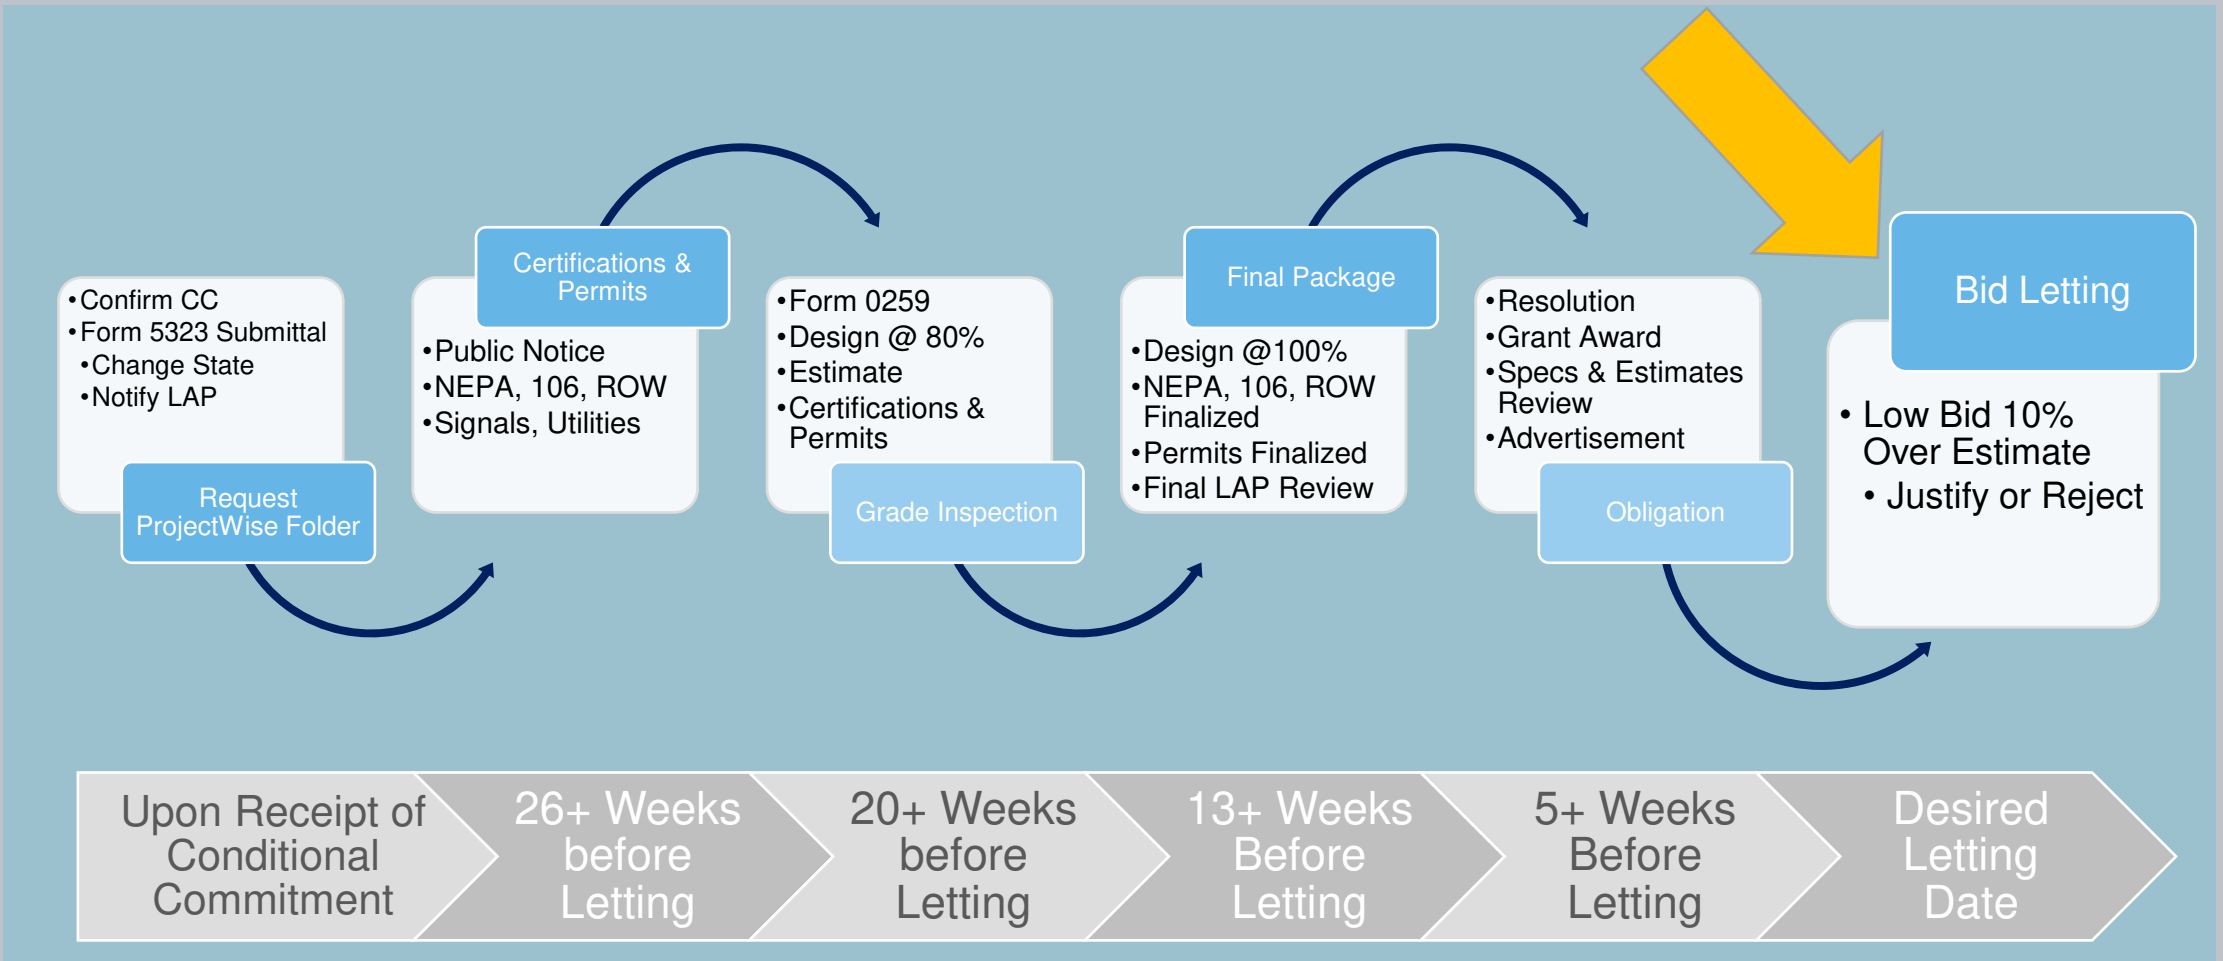 •Confirm CC
•Form 5323 Submittal
•Change State
•Notify LAP
Request
ProjectWise Folder
Certifications &
Permits
•Public Notice
•NEPA, 106, ROW
•Signals, Utilities
•Form 0259
•Design @ 80%
•Estimate
•Certifications &
Permits
Grade Inspection
Final Package
•Design @100%
•NEPA, 106, ROW
Finalized
•Permits Finalized
•Final LAP Review
•Resolution
•Grant Award
•Specs & Estimates
Review
•Advertisement
Obligation
Bid Letting
• Low Bid 10%
Over Estimate
• Justify or Reject
Upon Receipt of
Conditional
Commitment
26+ Weeks
before
Letting
20+ Weeks
before
Letting
13+ Weeks
Before
Letting
5+ Weeks
Before
Letting
Desired
Letting
Date